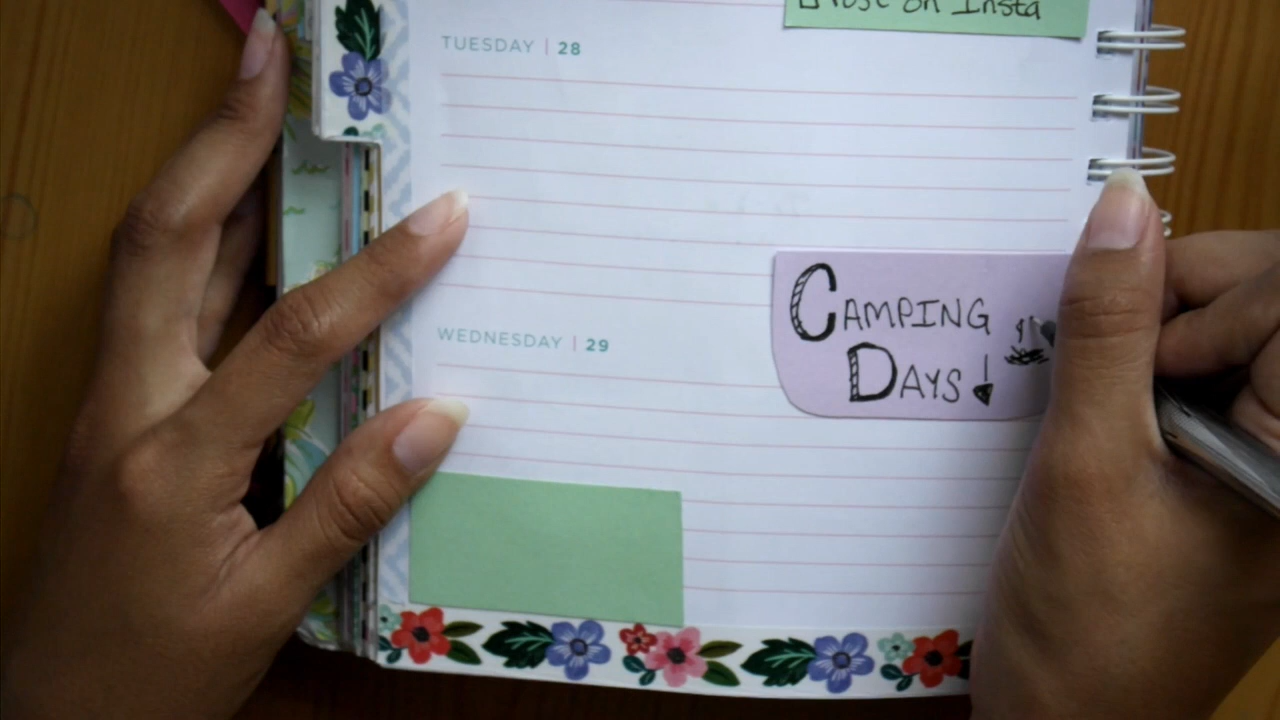 Post on Insta
TUESDAY | 28
WEDNESDAY | 29
CAMPING
DAYS